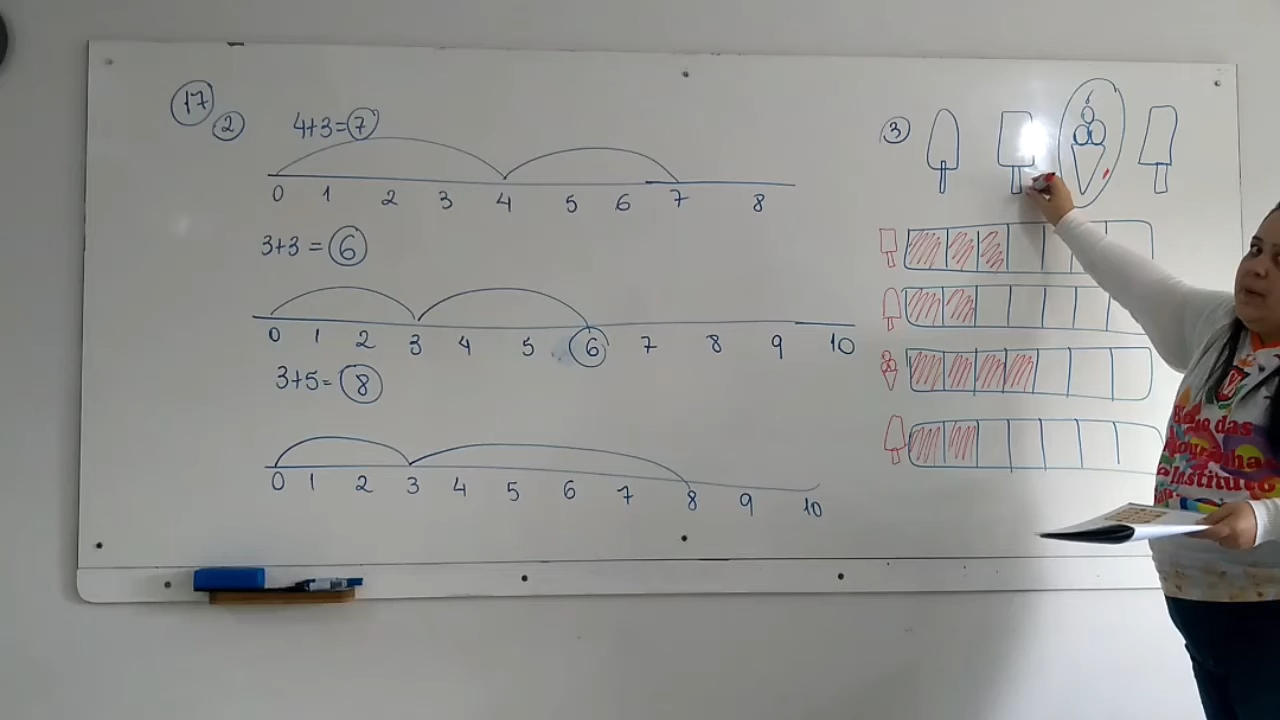 17
2
4+3=7
0 1 2 3 4 5 6 7 8
3+3=6
0 1 2 3 4 5 6 7 8 9 10
3+5=8
0 1 2 3 4 5 6 7 8 9 10
3
das
Instituto